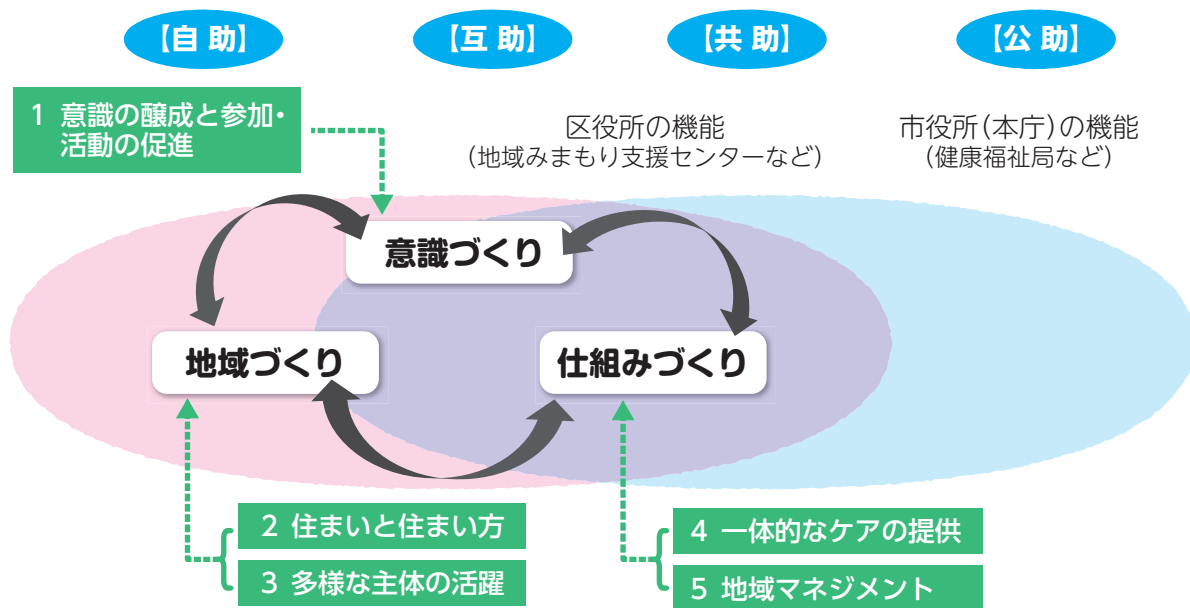 【自 助】
【互 助】
【共 助】
【公 助】
1 意識の醸成と参加・
活動の促進
区役所の機能
(地域みまもり支援センターなど)
市役所(本庁)の機能
(健康福祉局など)
意識づくり
地域づくり
仕組みづくり
2 住まいと住まい方
3 多様な主体の活躍
4 一体的なケアの提供
5 地域マネジメント